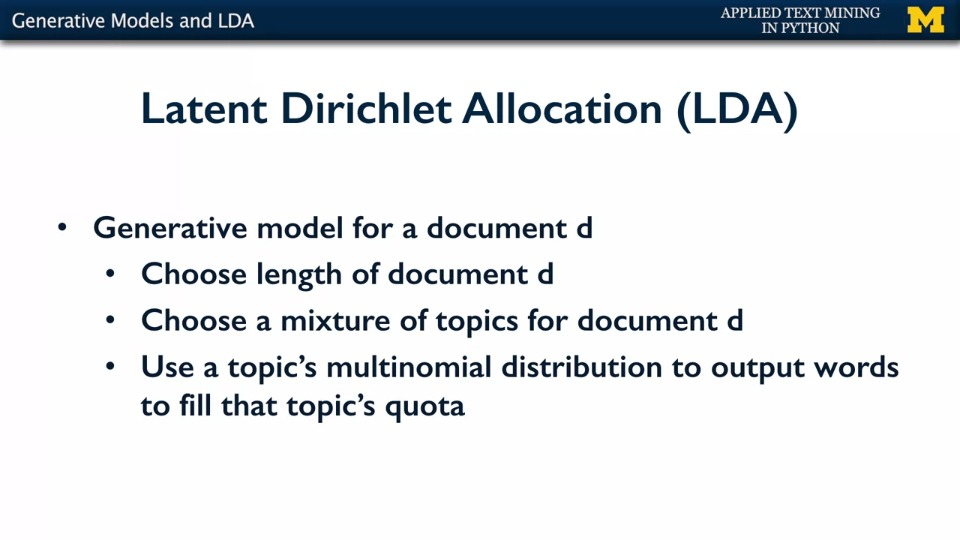 Generative Models and LDA
APPLIED TEXT MINING
IN PYTHON
M
Latent Dirichlet Allocation (LDA)
• Generative model for a document d
• Choose length of document d
• Choose a mixture of topics for document d
• Use a topic’s multinomial distribution to output words
to fill that topic’s quota